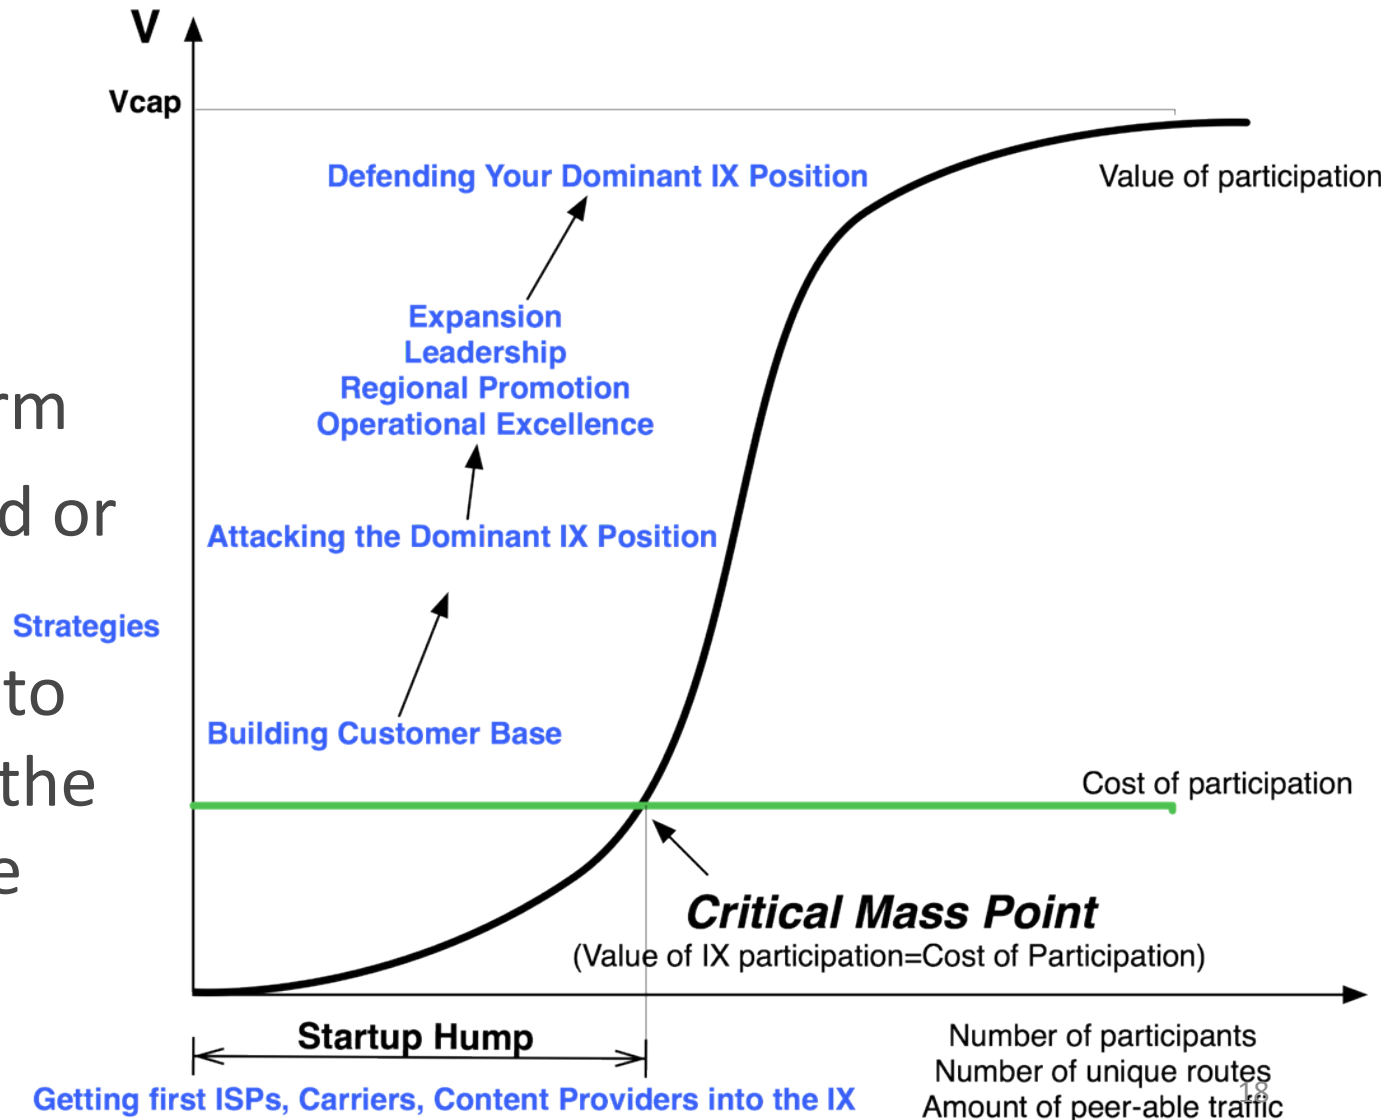 V
Vcap
Defending Your Dominant IX Position
Value of participation
Expansion
Leadership
Regional Promotion
Operational Excellence
rm
d or
Attacking the Dominant IX Position
Strategies
to
Building Customer Base
the
Cost of participation
e
Critical Mass Point
(Value of IX participation=Cost of Participation)
Startup Hump
Number of participants
Number of unique routes
Amount of peer-able traffic
18
Getting first ISPs, Carriers, Content Providers into the IX